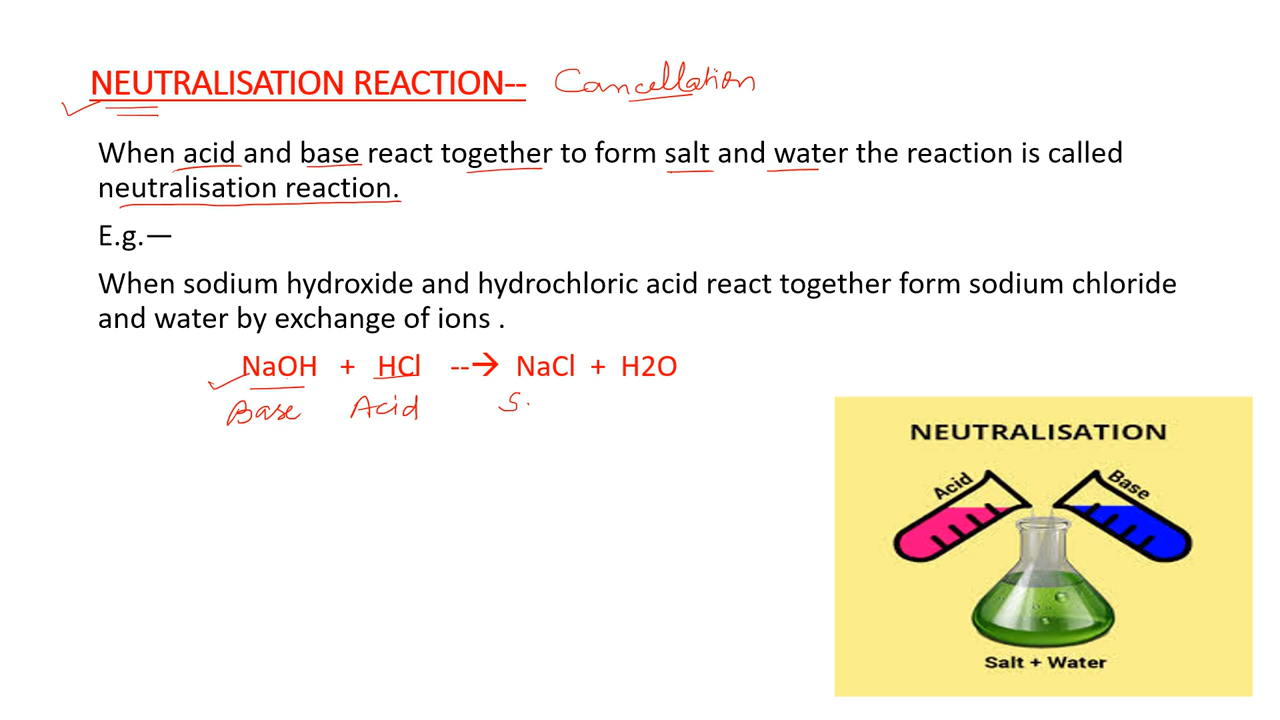 NEUTRALISATION REACTION-- Cancellation
When acid and base react together to form salt and water the reaction is called
neutralisation reaction.
E.g.—
When sodium hydroxide and hydrochloric acid react together form sodium chloride
and water by exchange of ions .
NaOH + HCl --→ NaCl + H2O
Base Acid S.
NEUTRALISATION
Acid Base
Salt + Water